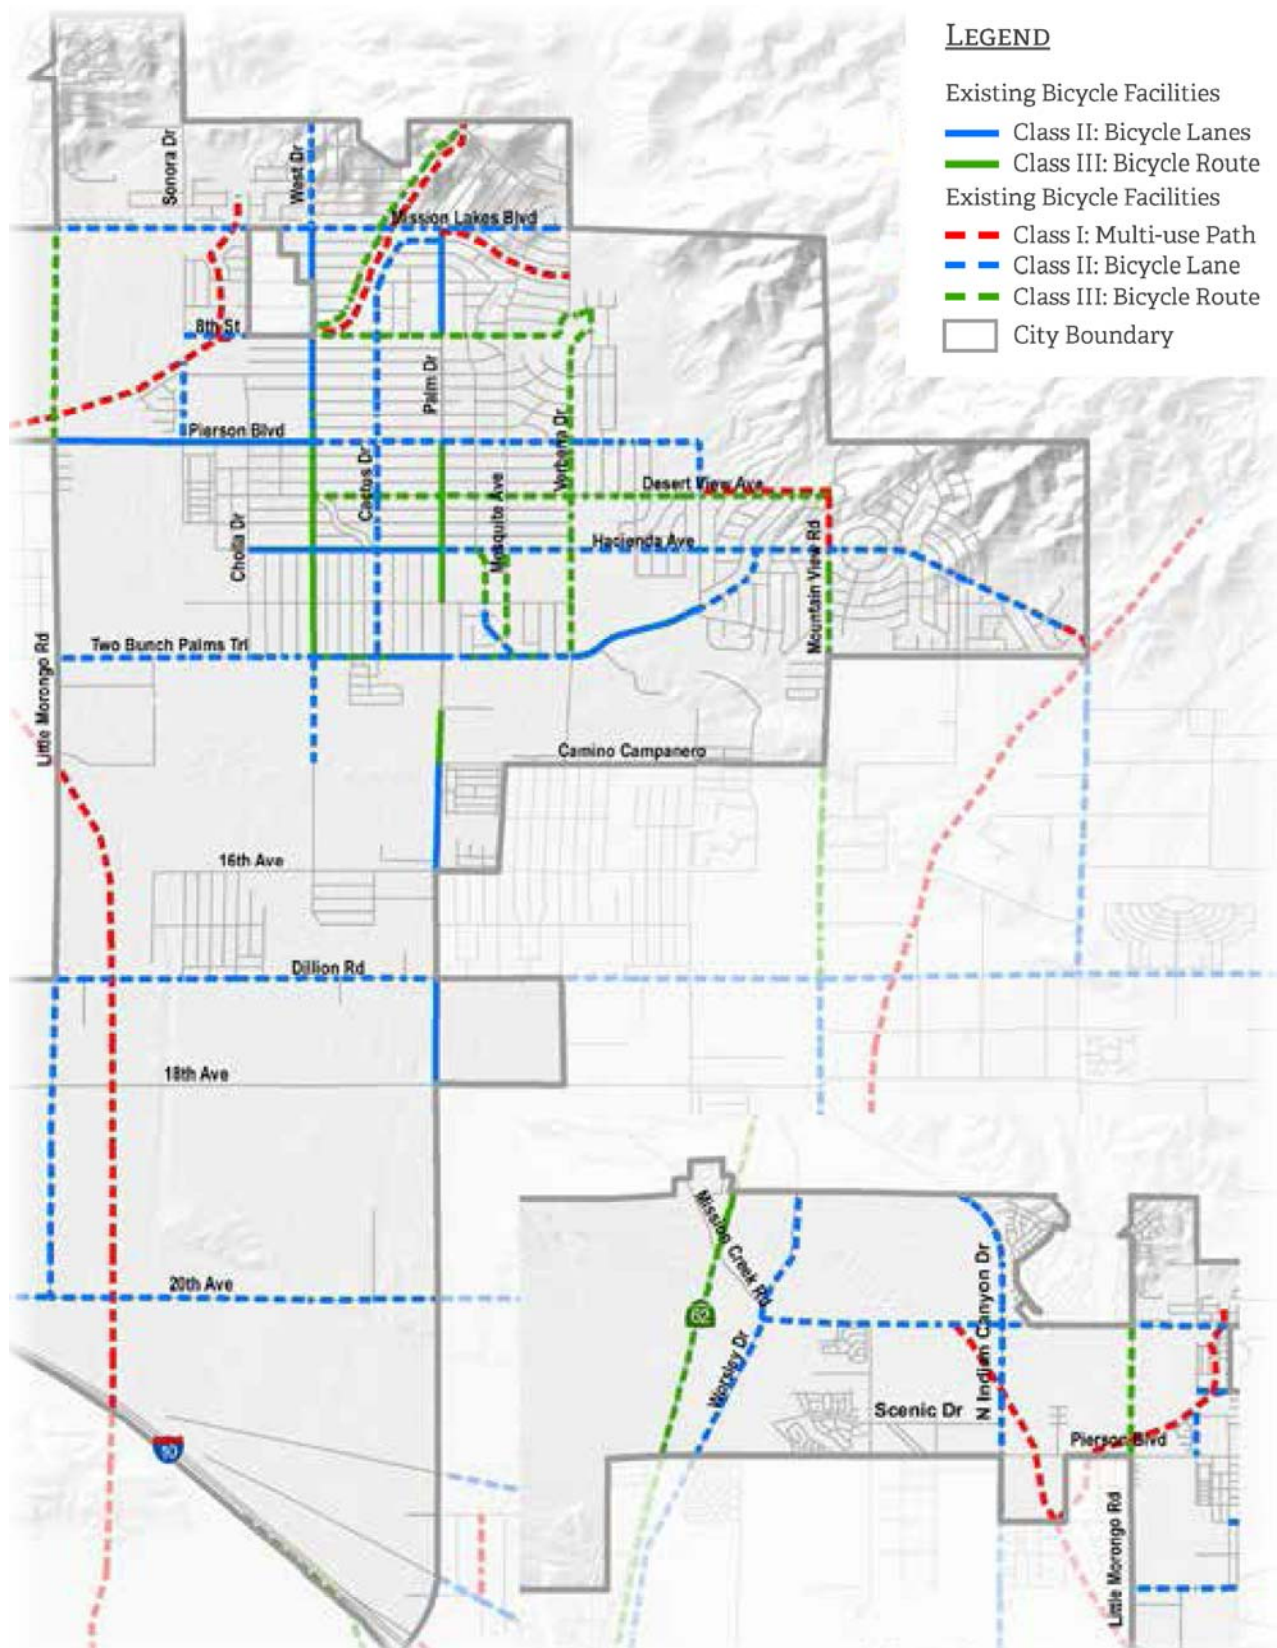 LEGEND
Existing Bicycle Facilities
Class II: Bicycle Lanes
Class III: Bicycle Route
Existing Bicycle Facilities
Class I: Multi-use Path
Class II: Bicycle Lane
Class III: Bicycle Route
City Boundary
Sonora Dr
West Dr
Mission Lakes Blvd
8th St
Palm Dr
Pierson Blvd
Verbena Dr
Cactus Dr
Mosquite Ave
Desert View Ave
Cholla Dr
Hacienda Ave
Mountain View Rd
Two Bunch Palms Trl
Little Morongo Rd
Camino Campanero
16th Ave
Dillion Rd
18th Ave
20th Ave
Mission Creek Rd
62
Worsley Dr
N Indian Canyon Dr
Scenic Dr
Pierson Blvd
Little Morongo Rd